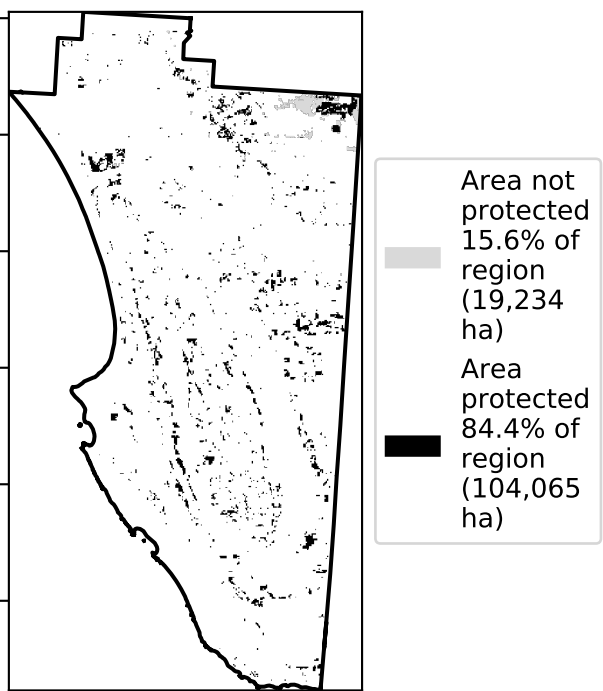 Area not
protected
15.6% of
region
(19,234
ha)
Area
protected
84.4% of
region
(104,065
ha)